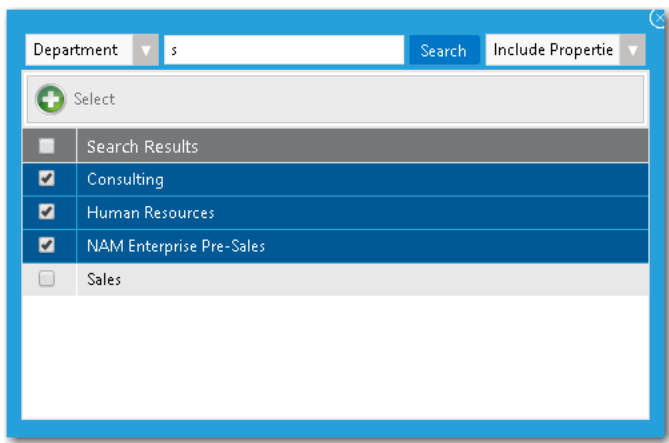 Department s Search Include Propertie
Select
Search Results
Consulting
Human Resources
NAM Enterprise Pre-Sales
Sales